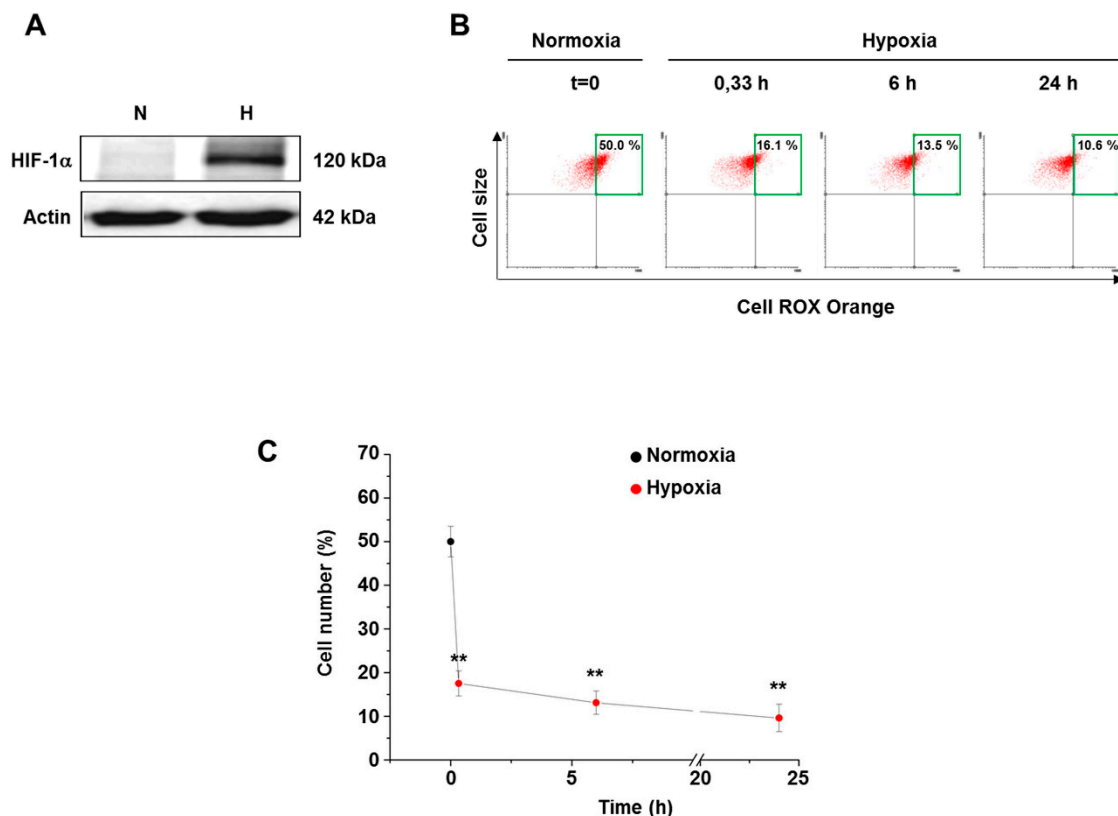 A
N H
HIF-1α 120 kDa
Actin 42 kDa
B
Normoxia Hypoxia
t=0 0,33 h 6 h 24 h
50.0 % 16.1 % 13.5 % 10.6 %
Cell size
Cell ROX Orange
C
Normoxia
Hypoxia
Cell number (%)
70
60
50
40
30
20
10
0
** ** **
0 5 20 25
Time (h)